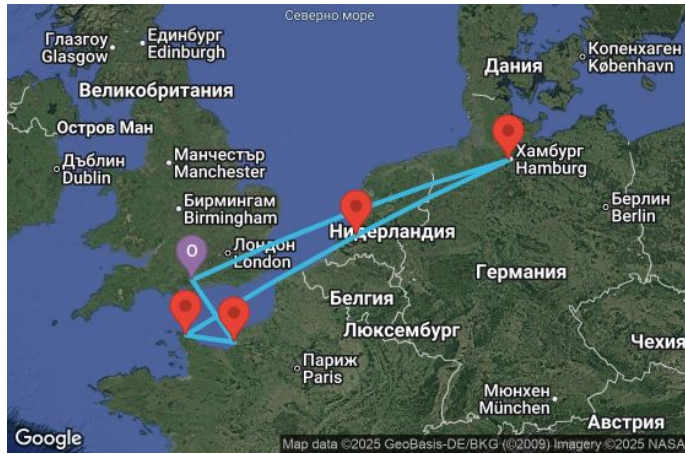 Северно море
Глазгоу
Glasgow
Единбург
Edinburgh
Копенхаген
København
Дания
Великобритания
Остров Ман
Дъблин
Dublin
Манчестър
Manchester
Хамбург
Hamburg
Бирмингам
Birmingham
Берлин
Berlin
O
Лондон
London
Нидерландия
Германия
Белгия
Люксембург
Чехия
Париж
Paris
Мюнхен
München
Австрия
Google
Map data ©2025 GeoBasis-DE/BKG (©2009) Imagery ©2025 NASA